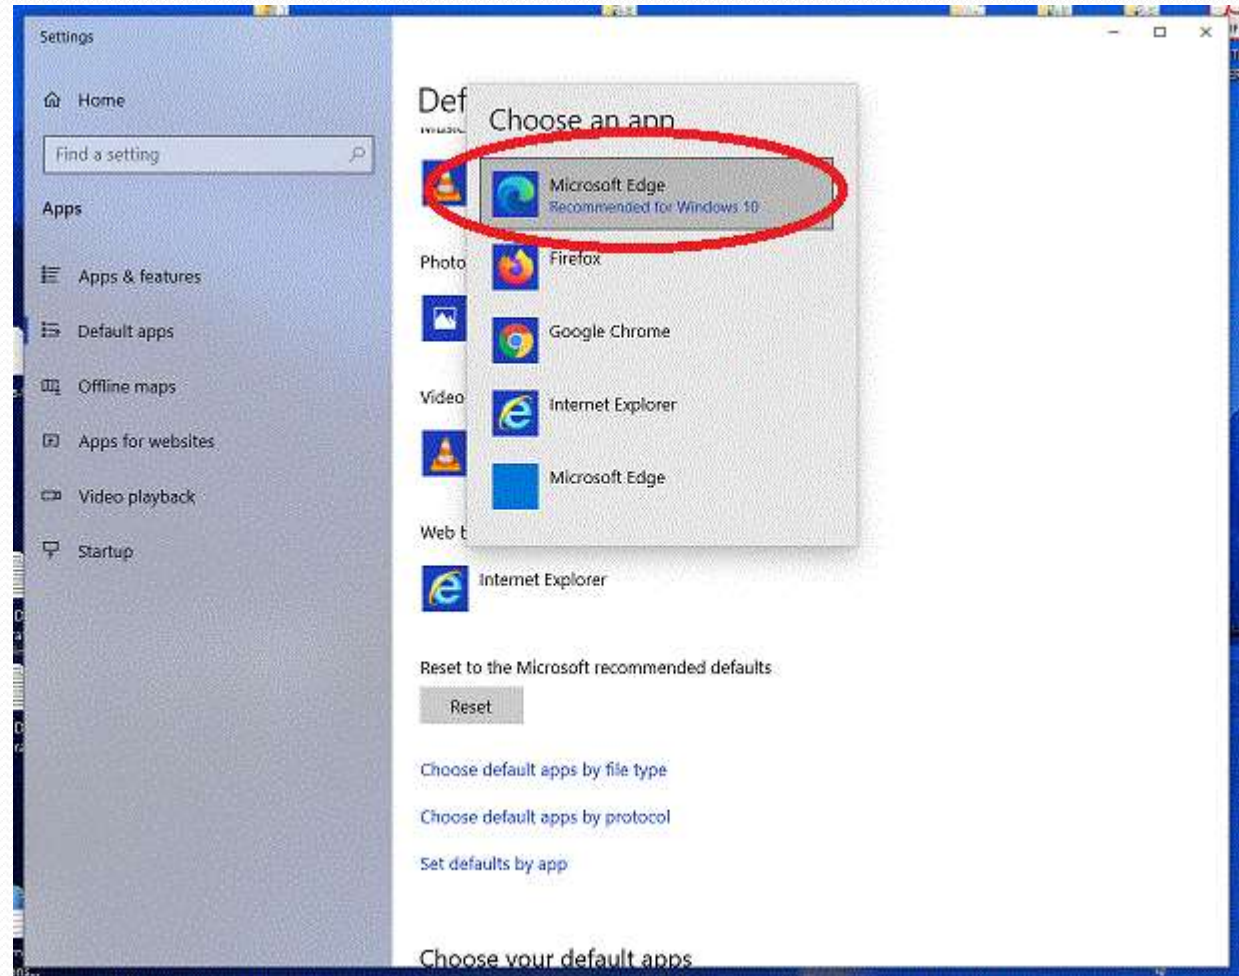 Settings
Home
Find a setting
Apps
Apps & features
Default apps
Offline maps
Apps for websites
Video playback
Startup
Def
Choose an app
Microsoft Edge
Recommended for Windows 10
Photo
Firefox
Google Chrome
Video
Internet Explorer
Microsoft Edge
Web b
Internet Explorer
Reset to the Microsoft recommended defaults
Reset
Choose default apps by file type
Choose default apps by protocol
Set defaults by app
Choose your default apps